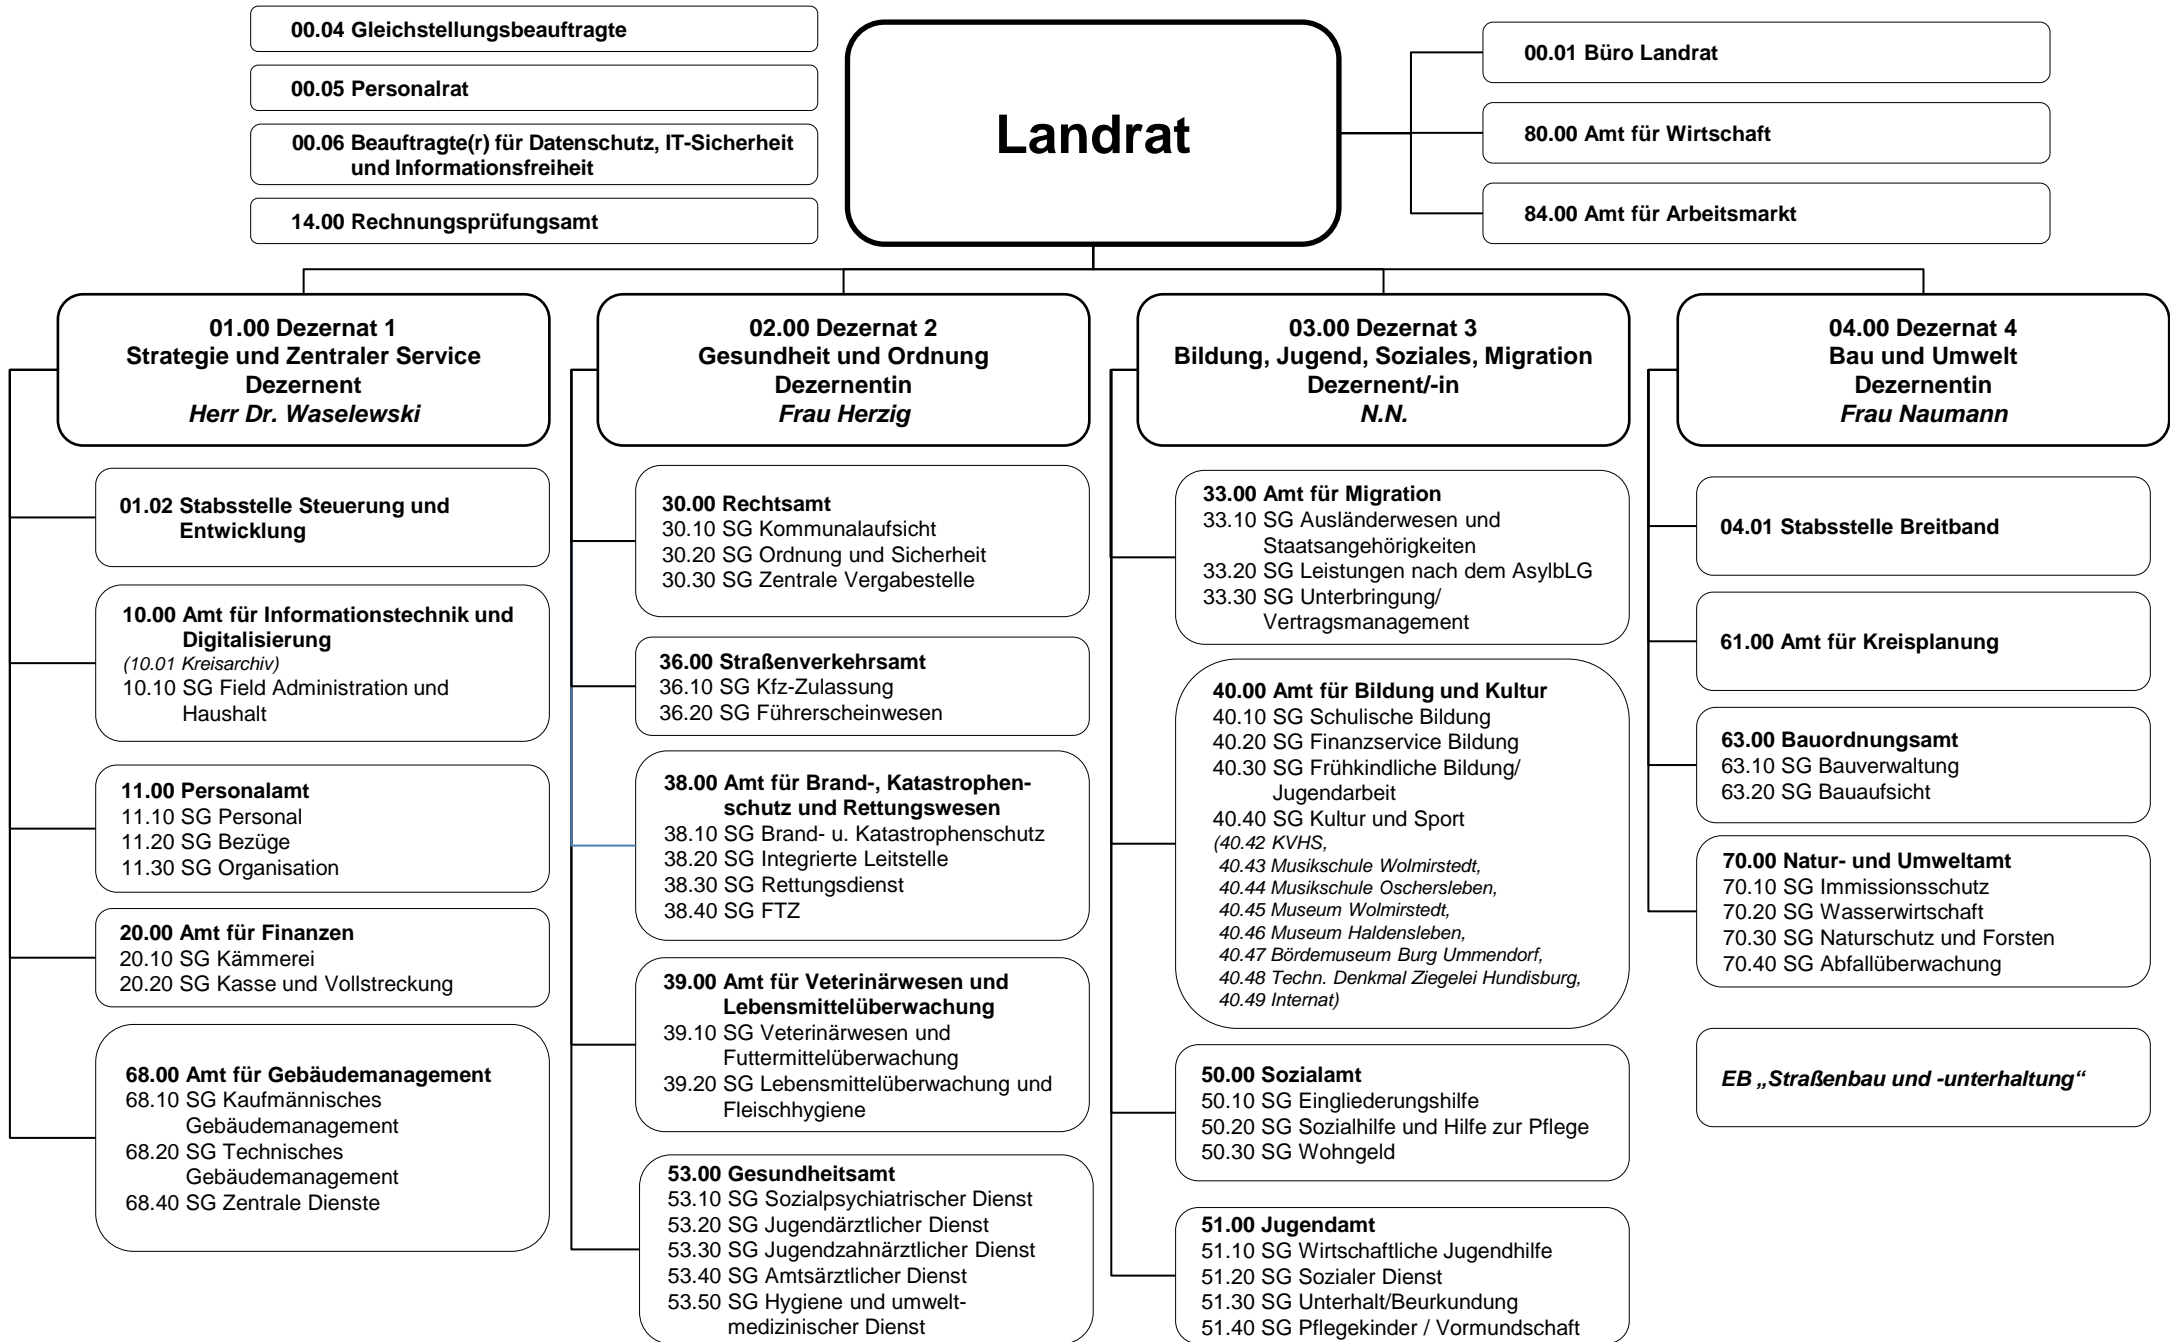 00.04 Gleichstellungsbeauftragte
00.05 Personalrat
00.06 Beauftragte(r) für Datenschutz, IT-Sicherheit
und Informationsfreiheit
14.00 Rechnungsprüfungsamt
Landrat
00.01 Büro Landrat
80.00 Amt für Wirtschaft
84.00 Amt für Arbeitsmarkt
01.00 Dezernat 1
Strategie und Zentraler Service
Dezernent
Herr Dr. Waselewski
01.02 Stabsstelle Steuerung und
Entwicklung
10.00 Amt für Informationstechnik und
Digitalisierung
(10.01 Kreisarchiv)
10.10 SG Field Administration und
Haushalt
11.00 Personalamt
11.10 SG Personal
11.20 SG Bezüge
11.30 SG Organisation
20.00 Amt für Finanzen
20.10 SG Kämmerei
20.20 SG Kasse und Vollstreckung
68.00 Amt für Gebäudemanagement
68.10 SG Kaufmännisches
Gebäudemanagement
68.20 SG Technisches
Gebäudemanagement
68.40 SG Zentrale Dienste
02.00 Dezernat 2
Gesundheit und Ordnung
Dezernentin
Frau Herzig
30.00 Rechtsamt
30.10 SG Kommunalaufsicht
30.20 SG Ordnung und Sicherheit
30.30 SG Zentrale Vergabestelle
36.00 Straßenverkehrsamt
36.10 SG Kfz-Zulassung
36.20 SG Führerscheinwesen
38.00 Amt für Brand-, Katastrophen-
schutz und Rettungswesen
38.10 SG Brand- u. Katastrophenschutz
38.20 SG Integrierte Leitstelle
38.30 SG Rettungsdienst
38.40 SG FTZ
39.00 Amt für Veterinärwesen und
Lebensmittelüberwachung
39.10 SG Veterinärwesen und
Futtermittelüberwachung
39.20 SG Lebensmittelüberwachung und
Fleischhygiene
53.00 Gesundheitsamt
53.10 SG Sozialpsychiatrischer Dienst
53.20 SG Jugendärztlicher Dienst
53.30 SG Jugendzahnärztlicher Dienst
53.40 SG Amtsärztlicher Dienst
53.50 SG Hygiene und umwelt-
medizinischer Dienst
03.00 Dezernat 3
Bildung, Jugend, Soziales, Migration
Dezernent/-in
N.N.
33.00 Amt für Migration
33.10 SG Ausländerwesen und
Staatsangehörigkeiten
33.20 SG Leistungen nach dem AsylbLG
33.30 SG Unterbringung/
Vertragsmanagement
40.00 Amt für Bildung und Kultur
40.10 SG Schulische Bildung
40.20 SG Finanzservice Bildung
40.30 SG Frühkindliche Bildung/
Jugendarbeit
40.40 SG Kultur und Sport
(40.42 KVHS,
40.43 Musikschule Wolmirstedt,
40.44 Musikschule Oschersleben,
40.45 Museum Wolmirstedt,
40.46 Museum Haldensleben,
40.47 Bördemuseum Burg Ummendorf,
40.48 Techn. Denkmal Ziegelei Hundisburg,
40.49 Internat)
50.00 Sozialamt
50.10 SG Eingliederungshilfe
50.20 SG Sozialhilfe und Hilfe zur Pflege
50.30 SG Wohngeld
51.00 Jugendamt
51.10 SG Wirtschaftliche Jugendhilfe
51.20 SG Sozialer Dienst
51.30 SG Unterhalt/Beurkundung
51.40 SG Pflegekinder / Vormundschaft
04.00 Dezernat 4
Bau und Umwelt
Dezernentin
Frau Naumann
04.01 Stabsstelle Breitband
61.00 Amt für Kreisplanung
63.00 Bauordnungsamt
63.10 SG Bauverwaltung
63.20 SG Bauaufsicht
70.00 Natur- und Umweltamt
70.10 SG Immissionsschutz
70.20 SG Wasserwirtschaft
70.30 SG Naturschutz und Forsten
70.40 SG Abfallüberwachung
EB „Straßenbau und -unterhaltung“